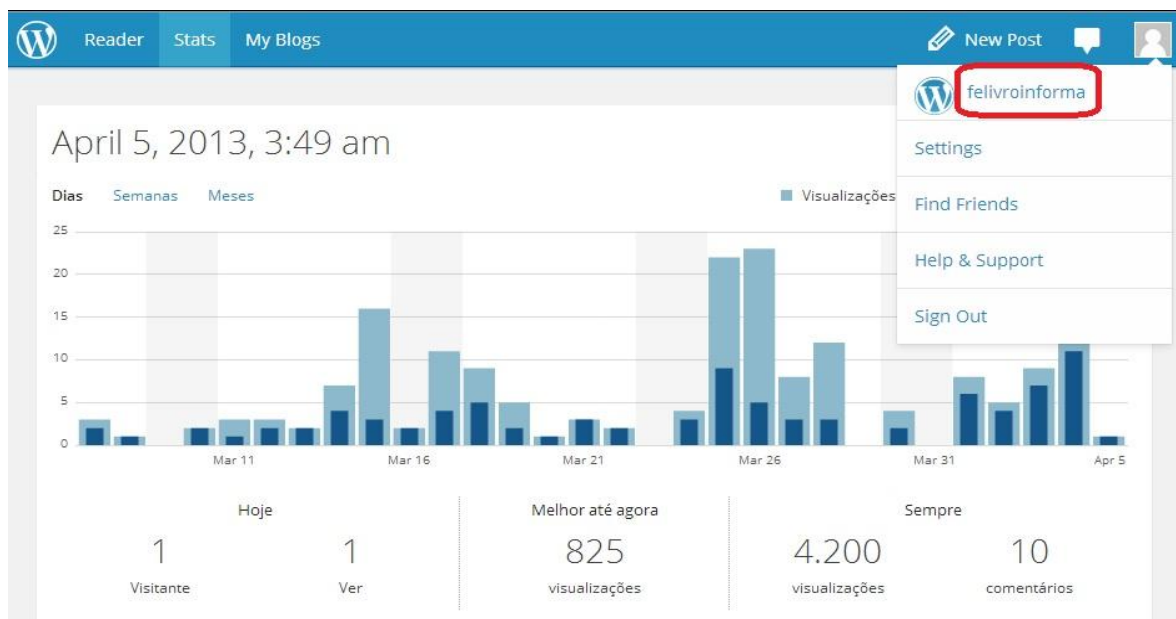 Reader Stats My Blogs New Post
felivroinforma
Settings
Find Friends
Help & Support
Sign Out
April 5, 2013, 3:49 am
Dias Semanas Meses Visualizações
25
20
15
10
5
0
Mar 11 Mar 16 Mar 21 Mar 26 Mar 31 Apr 5
Hoje Melhor até agora Sempre
1 1 825 4.200 10
Visitante Ver visualizações visualizações comentários